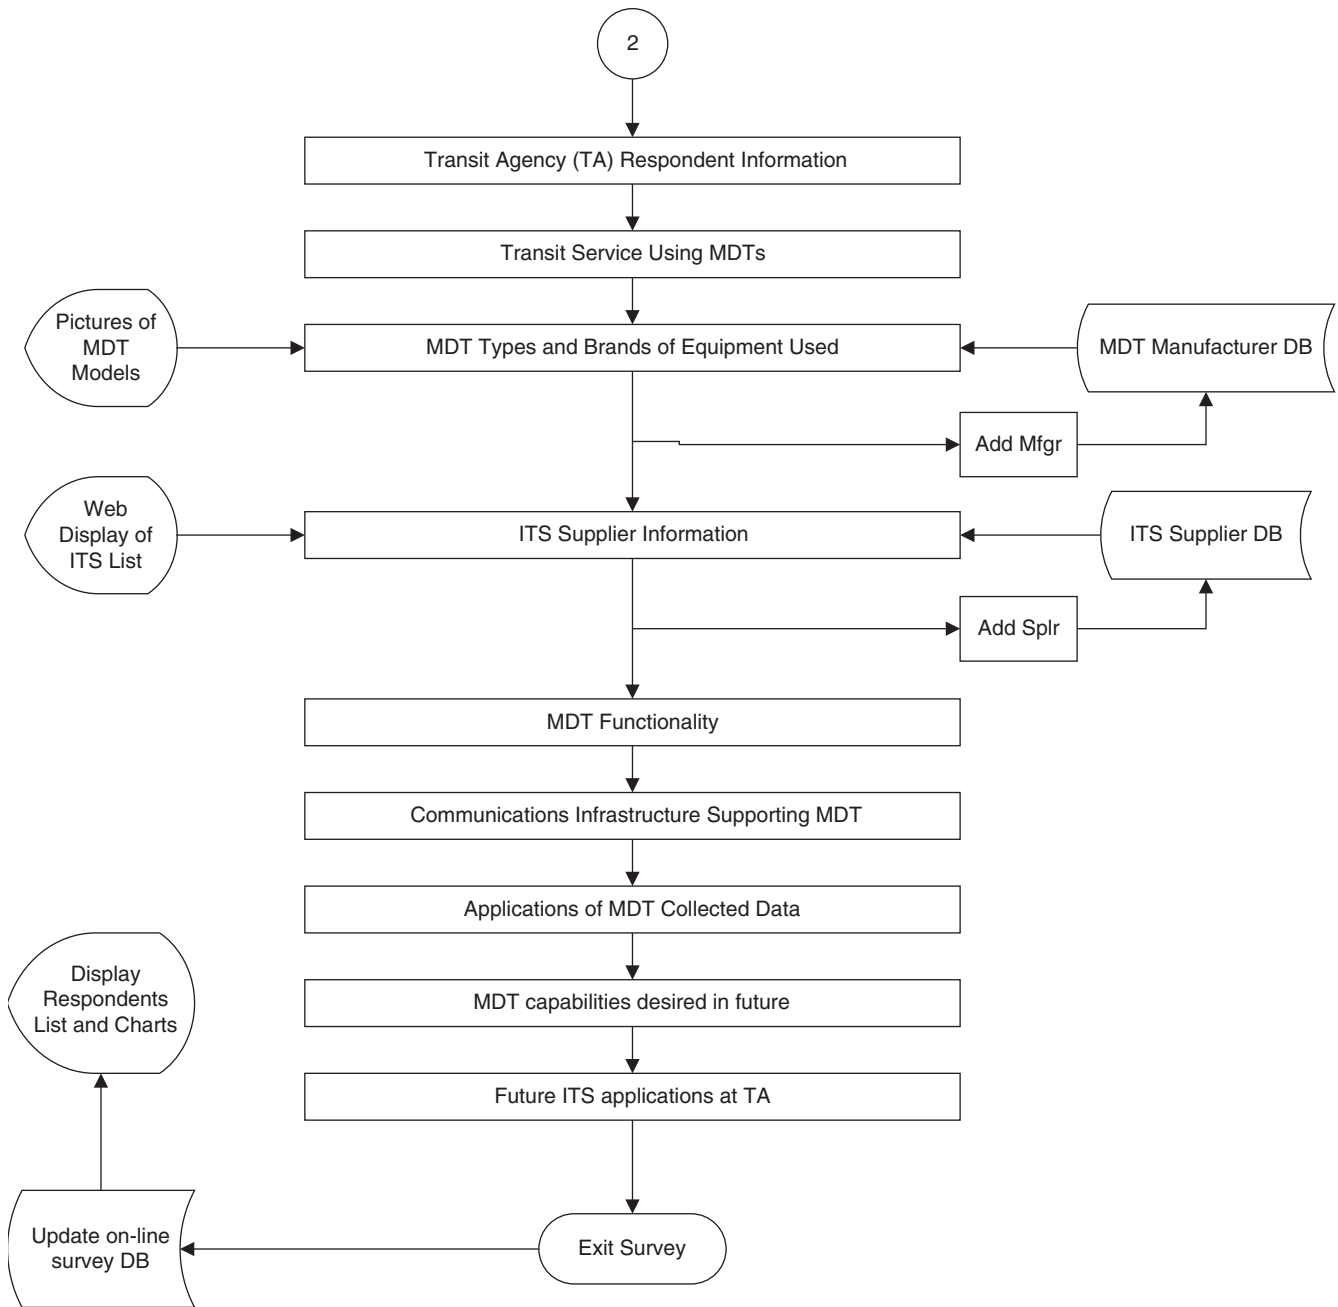 2
Transit Agency (TA) Respondent Information
Transit Service Using MDTs
Pictures of
MDT
Models
MDT Types and Brands of Equipment Used
MDT Manufacturer DB
Add Mfgr
Web
Display of
ITS List
ITS Supplier Information
ITS Supplier DB
Add Splr
MDT Functionality
Communications Infrastructure Supporting MDT
Applications of MDT Collected Data
Display
Respondents
List and Charts
MDT capabilities desired in future
Future ITS applications at TA
Update on-line
survey DB
Exit Survey